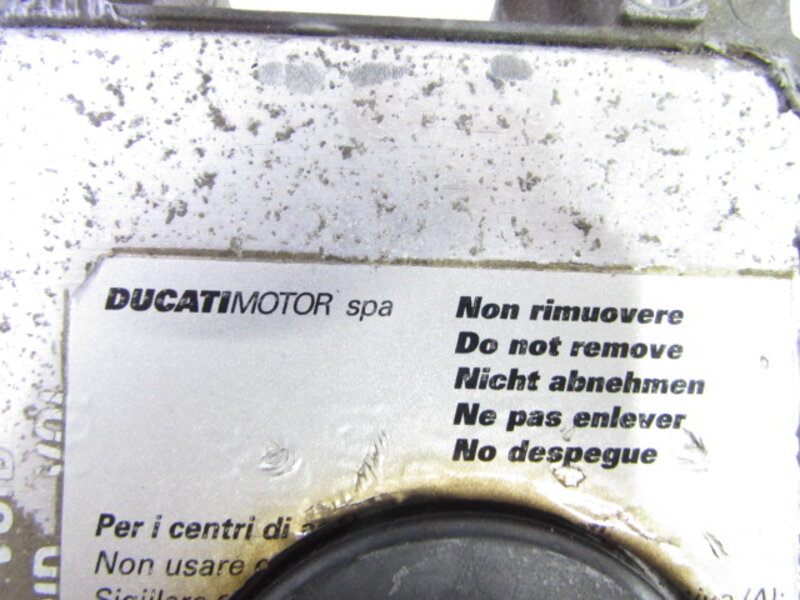 DUCATIMOTOR spa
Non rimuovere
Do not remove
Nicht abnehmen
Ne pas enlever
No despegue
Per i centri di
Non usare
Sigillare
(A):